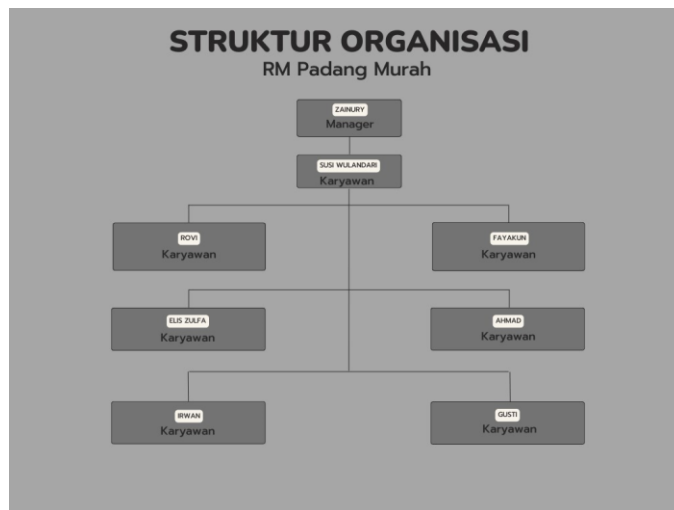 STRUKTUR ORGANISASI
RM Padang Murah
ZAINURY
Manager
SUSI WULANDARI
Karyawan
ROVI
Karyawan
FAYAKUN
Karyawan
ELIS ZULFA
Karyawan
AHMAD
Karyawan
IRWAN
Karyawan
GUSTI
Karyawan